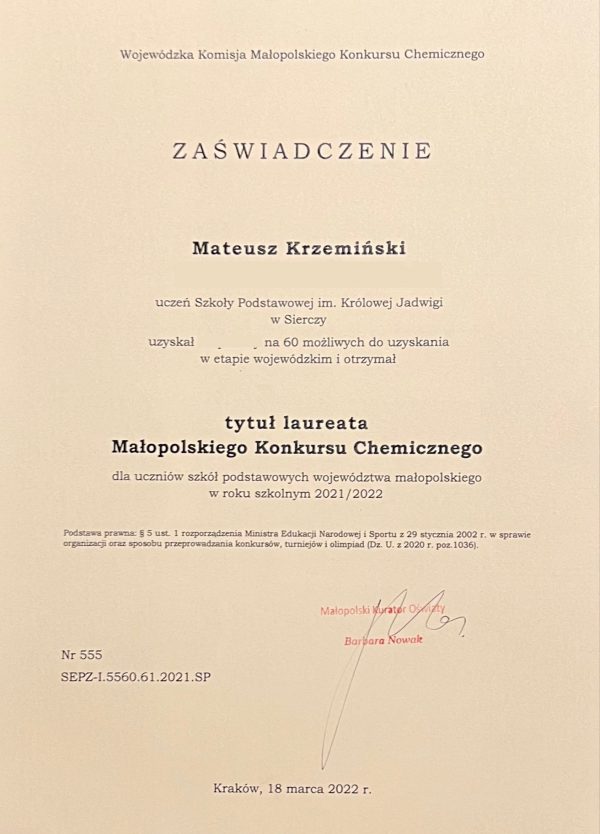 Wojewódzka Komisja Małopolskiego Konkursu Chemicznego
ZAŚWIADCZENIE
Mateusz Krzemiński
uczeń Szkoły Podstawowej im. Królowej Jadwigi
w Sierczy
uzyskał na 60 możliwych do uzyskania
w etapie wojewódzkim i otrzymał
tytuł laureata
Małopolskiego Konkursu Chemicznego
dla uczniów szkół podstawowych województwa małopolskiego
w roku szkolnym 2021/2022
Podstawa prawna: § 5 ust. 1 rozporządzenia Ministra Edukacji Narodowej i Sportu z 29 stycznia 2002 r. w sprawie
organizacji oraz sposobu przeprowadzania konkursów, turniejów i olimpiad (Dz. U. z 2020 r. poz.1036).
Małopolski Kurator Oświaty
Barbara Nowak
Nr 555
SEPZ-I.5560.61.2021.SP
Kraków, 18 marca 2022 r.